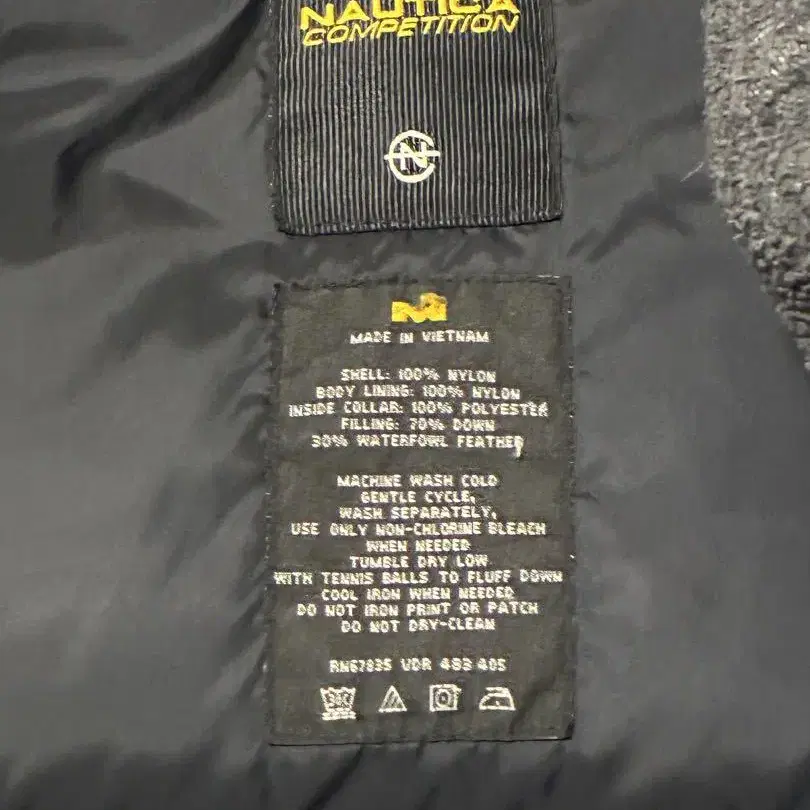 NAUTICA
COMPETITION
MADE IN VIETNAM
SHELL: 100% NYLON
BODY LINING: 100% NYLON
INSIDE COLLAR: 100% POLYESTER
FILLING: 70% DOWN
30% WATERFOWL FEATHER
MACHINE WASH COLD
GENTLE CYCLE,
WASH SEPARATELY,
USE ONLY NON-CHLORINE BLEACH
WHEN NEEDED
TUMBLE DRY LOW
WITH TENNIS BALLS TO FLUFF DOWN
COOL IRON WHEN NEEDED
DO NOT IRON PRINT OR PATCH
DO NOT DRY-CLEAN
RN67835 VDR 483 405
30C